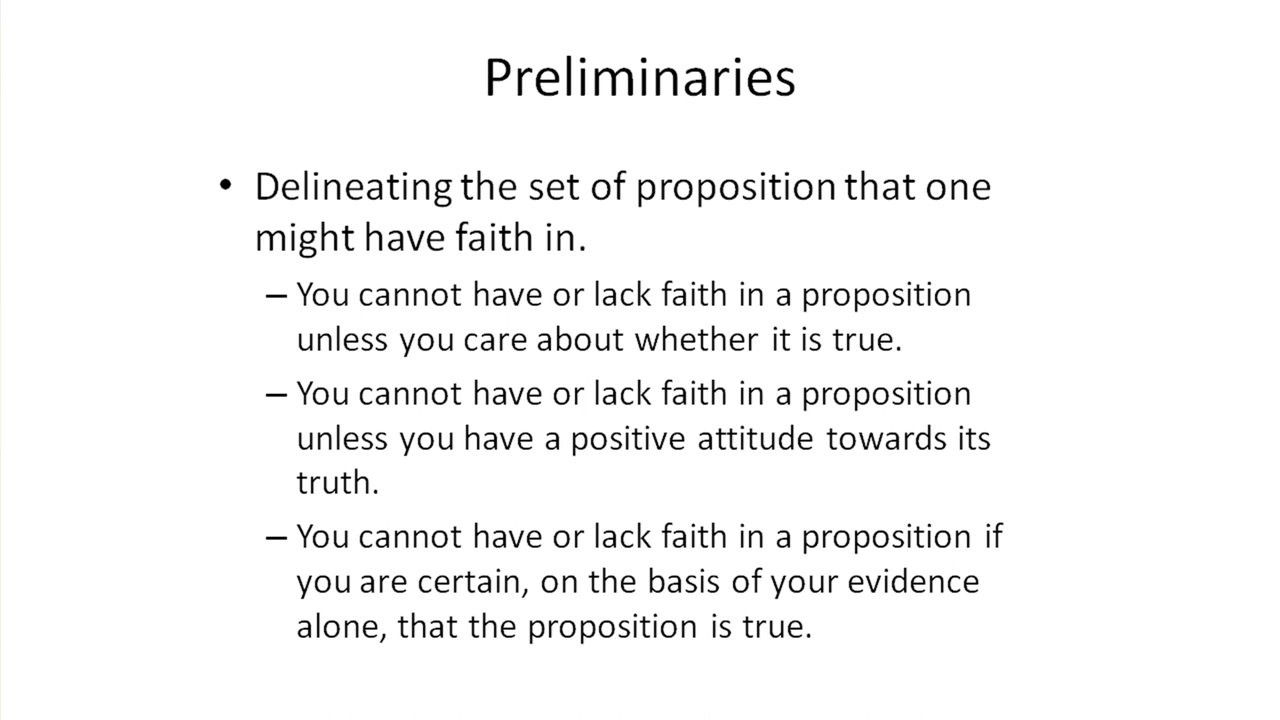 Preliminaries
• Delineating the set of proposition that one
might have faith in.
– You cannot have or lack faith in a proposition
unless you care about whether it is true.
– You cannot have or lack faith in a proposition
unless you have a positive attitude towards its
truth.
– You cannot have or lack faith in a proposition if
you are certain, on the basis of your evidence
alone, that the proposition is true.